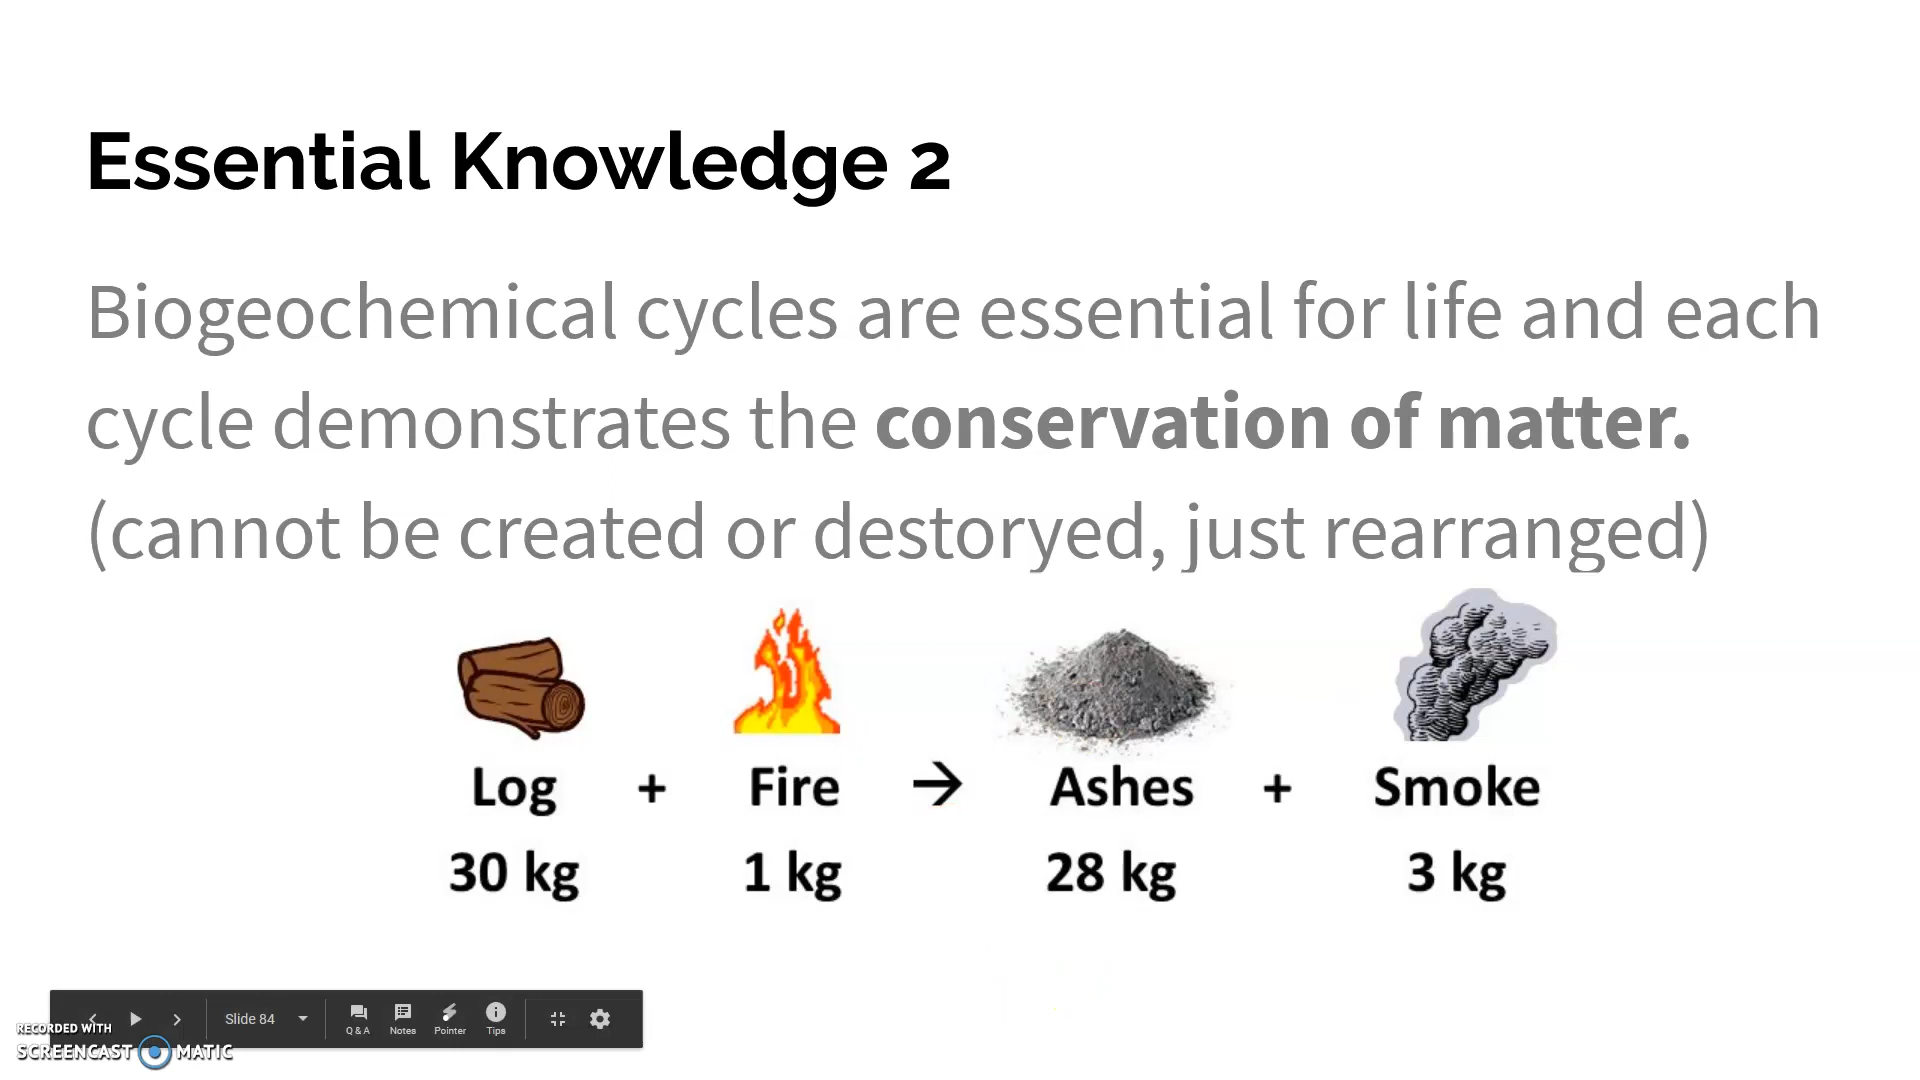 Essential Knowledge 2
Biogeochemical cycles are essential for life and each
cycle demonstrates the conservation of matter.
(cannot be created or destoryed, just rearranged)
Log + Fire → Ashes + Smoke
30 kg 1 kg 28 kg 3 kg
Slide 84 Q & A Notes Pointer Tips
RECORDED WITH
SCREENCAST MATIC